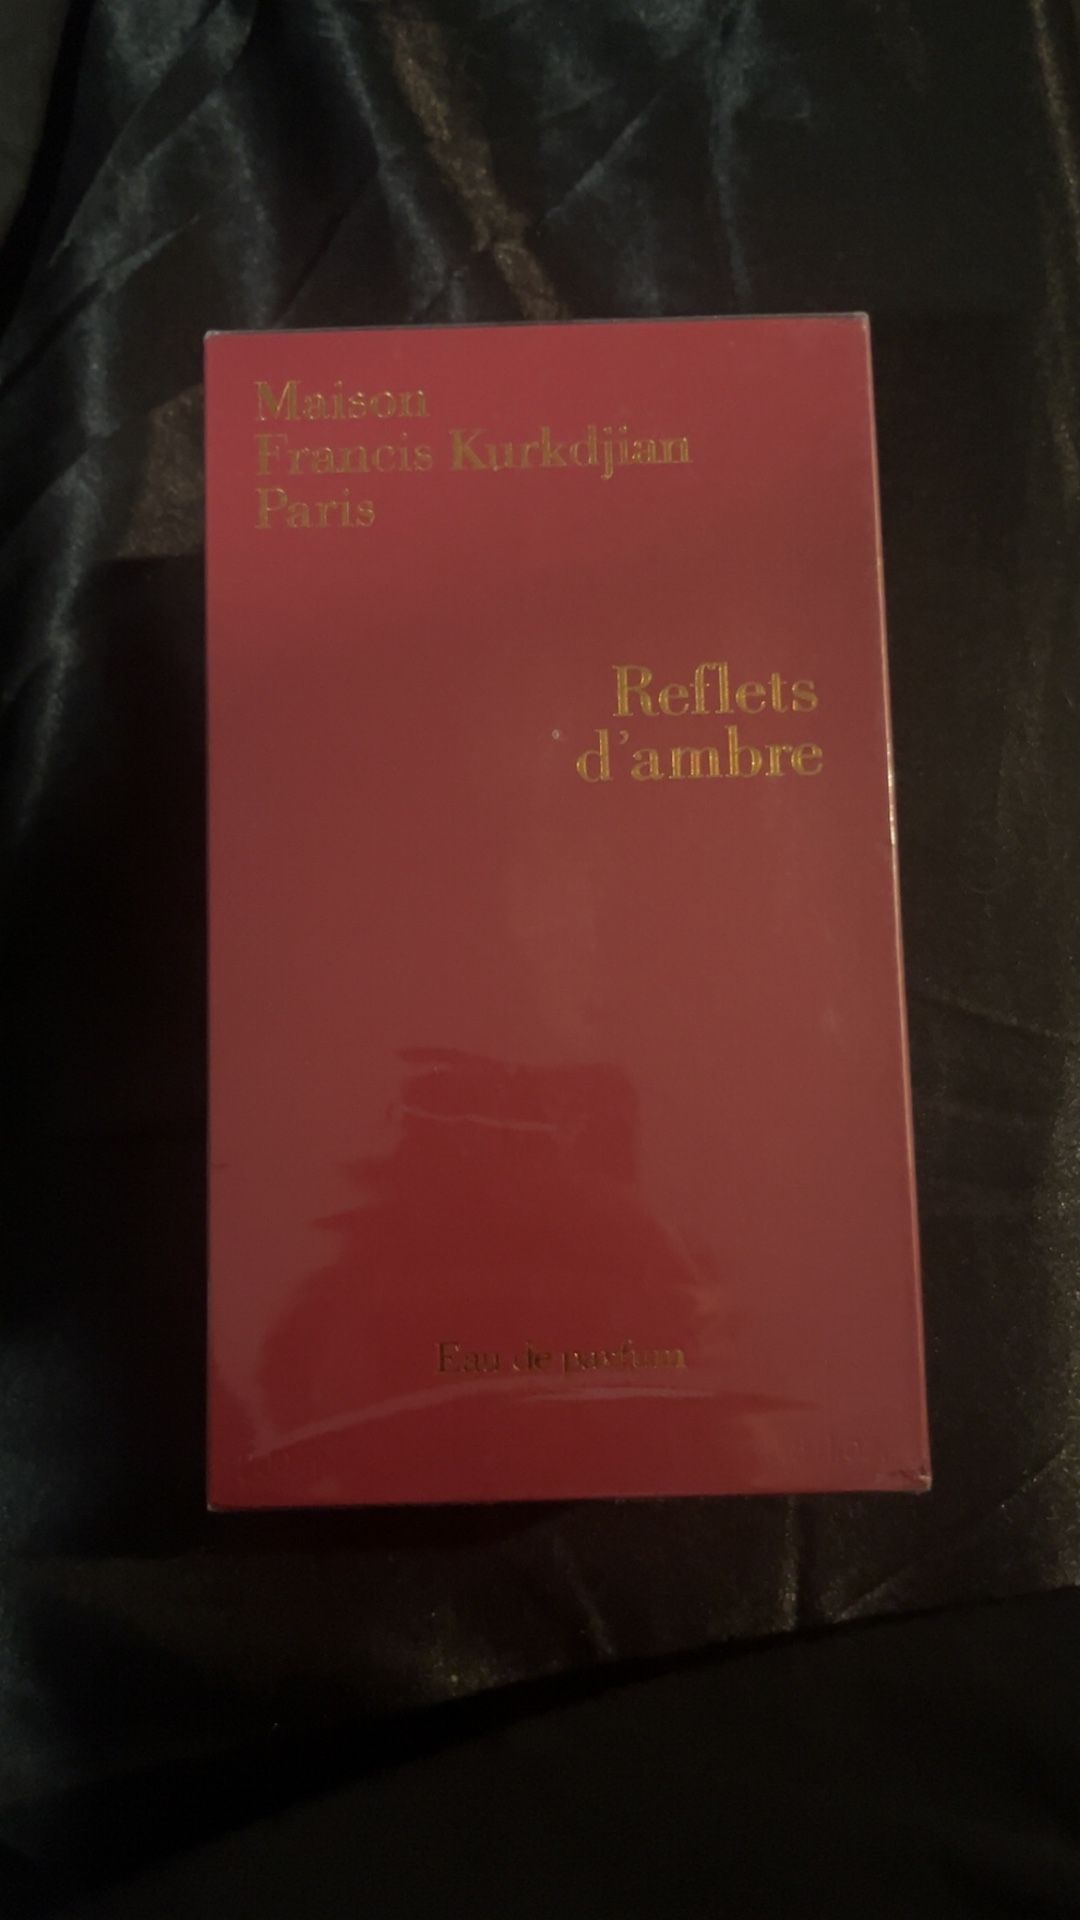 Maison
Francis Kurkdjian
Paris
Reflets
d'ambre
Eau de parfum